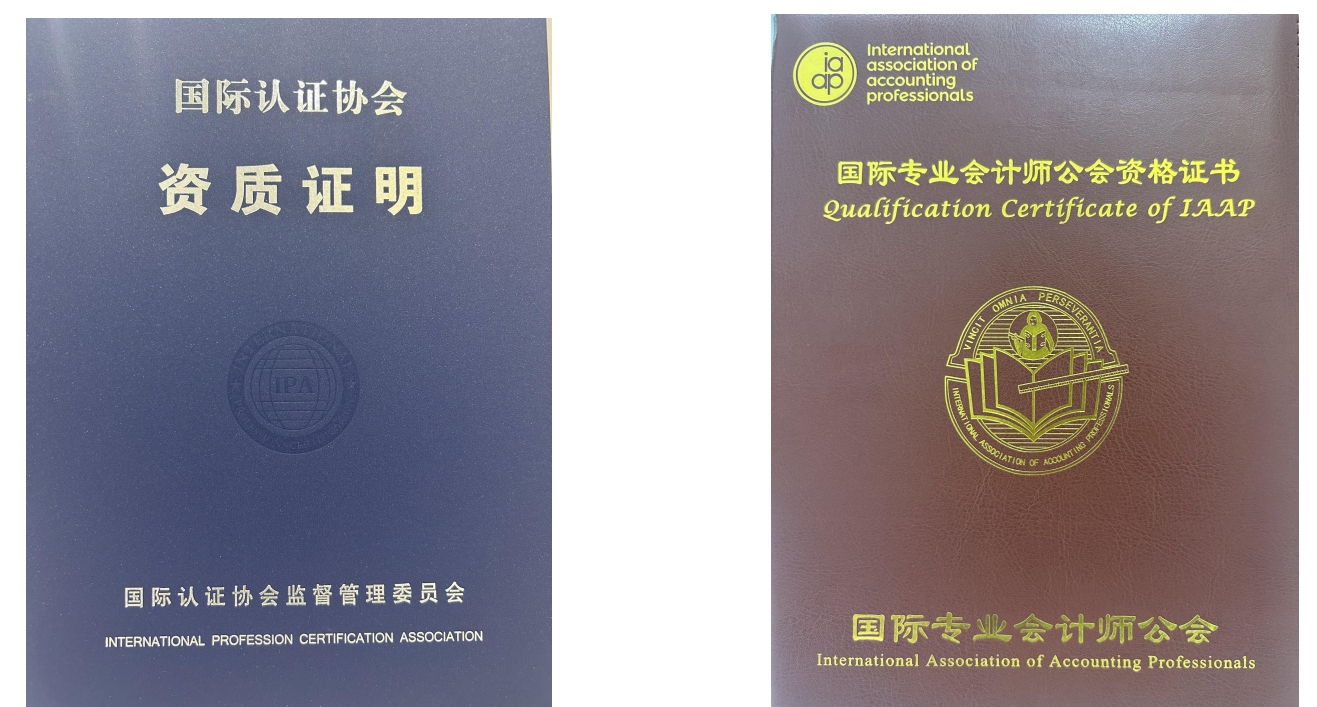 国际认证协会
资质证明
IPA
国际认证协会监督管理委员会
INTERNATIONAL PROFESSION CERTIFICATION ASSOCIATION
ia
ap
International
association of
accounting
professionals
国际专业会计师公会资格证书
Qualification Certificate of IAAP
VINCIT OMNIA PERSEVERANTIA
INTERNATIONAL ASSOCIATION OF ACCOUNTING PROFESSIONALS
国际专业会计师公会
International Association of Accounting Professionals